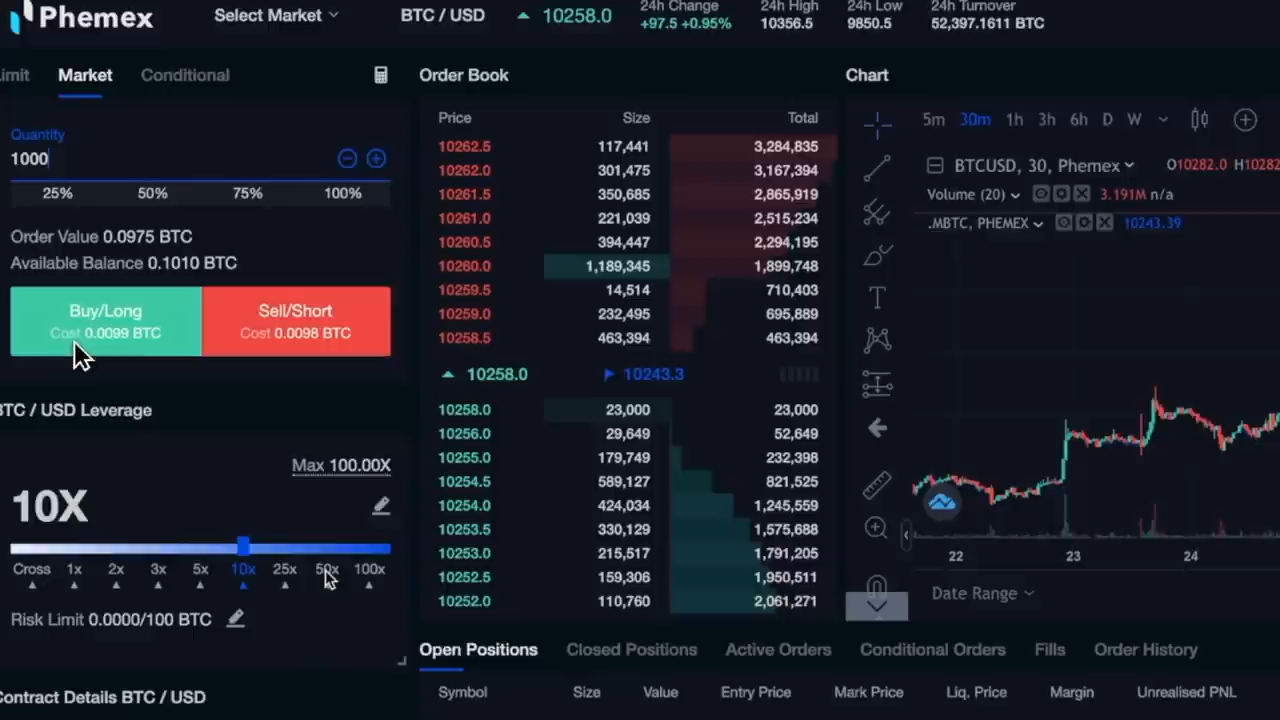 Phemex
Select Market
BTC / USD
10258.0
24h Change
+97.5 +0.95%
24h High
10356.5
24h Low
9850.5
24h Turnover
52,397.1611 BTC
Market
Conditional
Quantity
1000
25% 50% 75% 100%
Order Value 0.0975 BTC
Available Balance 0.1010 BTC
Buy/Long
Cost 0.0099 BTC
Sell/Short
Cost 0.0098 BTC
BTC / USD Leverage
Max 100.00X
10X
Cross 1x 2x 3x 5x 10x 25x 50x 100x
Risk Limit 0.0000/100 BTC
Contract Details BTC / USD
Order Book
Price Size Total
10262.5 117,441 3,284,835
10262.0 301,475 3,167,394
10261.5 350,685 2,865,919
10261.0 221,039 2,515,234
10260.5 394,447 2,294,195
10260.0 1,189,345 1,899,748
10259.5 14,514 710,403
10259.0 232,495 695,889
10258.5 463,394 463,394
10258.0 10243.3
10258.0 23,000 23,000
10256.0 29,649 52,649
10255.0 179,749 232,398
10254.5 589,127 821,525
10254.0 424,034 1,245,559
10253.5 330,129 1,575,688
10253.0 215,517 1,791,205
10252.5 159,306 1,950,511
10252.0 110,760 2,061,271
Chart
5m 30m 1h 3h 6h D W
BTCUSD, 30, Phemex O10282.0 H10282
Volume (20) 3.191M n/a
.MBTC, PHEMEX 10243.39
22 23 24
Date Range
Open Positions Closed Positions Active Orders Conditional Orders Fills Order History
Symbol Size Value Entry Price Mark Price Liq. Price Margin Unrealised PNL